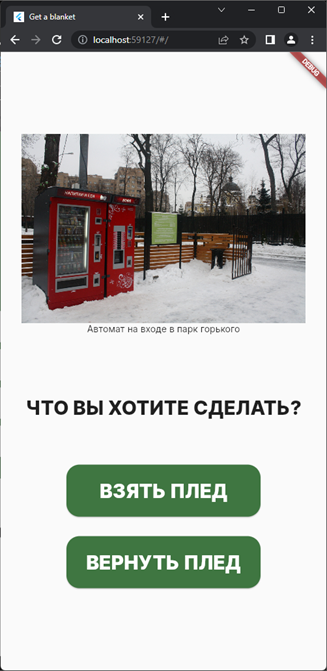 Get a blanket
localhost:59127/#/
DEBUG
Автомат на входе в парк горького
ЧТО ВЫ ХОТИТЕ СДЕЛАТЬ?
ВЗЯТЬ ПЛЕД
ВЕРНУТЬ ПЛЕД